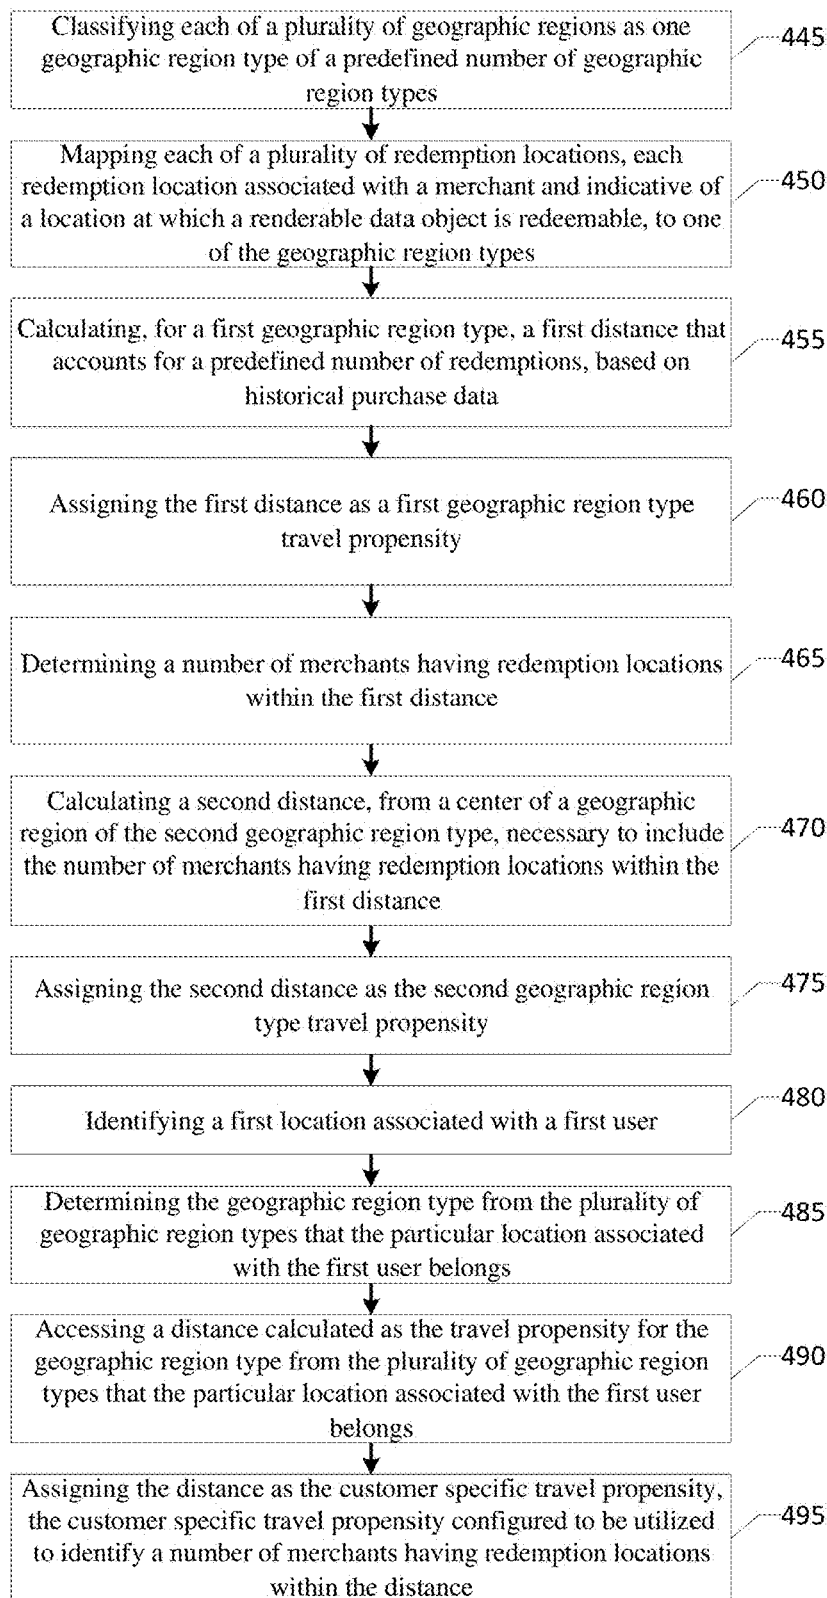 Classifying each of a plurality of geographic regions as one
geographic region type of a predefined number of geographic
region types
445
Mapping each of a plurality of redemption locations, each
redemption location associated with a merchant and indicative of
a location at which a renderable data object is redeemable, to one
of the geographic region types
450
Calculating, for a first geographic region type, a first distance that
accounts for a predefined number of redemptions, based on
historical purchase data
455
Assigning the first distance as a first geographic region type
travel propensity
460
Determining a number of merchants having redemption locations
within the first distance
465
Calculating a second distance, from a center of a geographic
region of the second geographic region type, necessary to include
the number of merchants having redemption locations within the
first distance
470
Assigning the second distance as the second geographic region
type travel propensity
475
Identifying a first location associated with a first user
480
Determining the geographic region type from the plurality of
geographic region types that the particular location associated
with the first user belongs
485
Accessing a distance calculated as the travel propensity for the
geographic region type from the plurality of geographic region
types that the particular location associated with the first user
belongs
490
Assigning the distance as the customer specific travel propensity,
the customer specific travel propensity configured to be utilized
to identify a number of merchants having redemption locations
within the distance
495